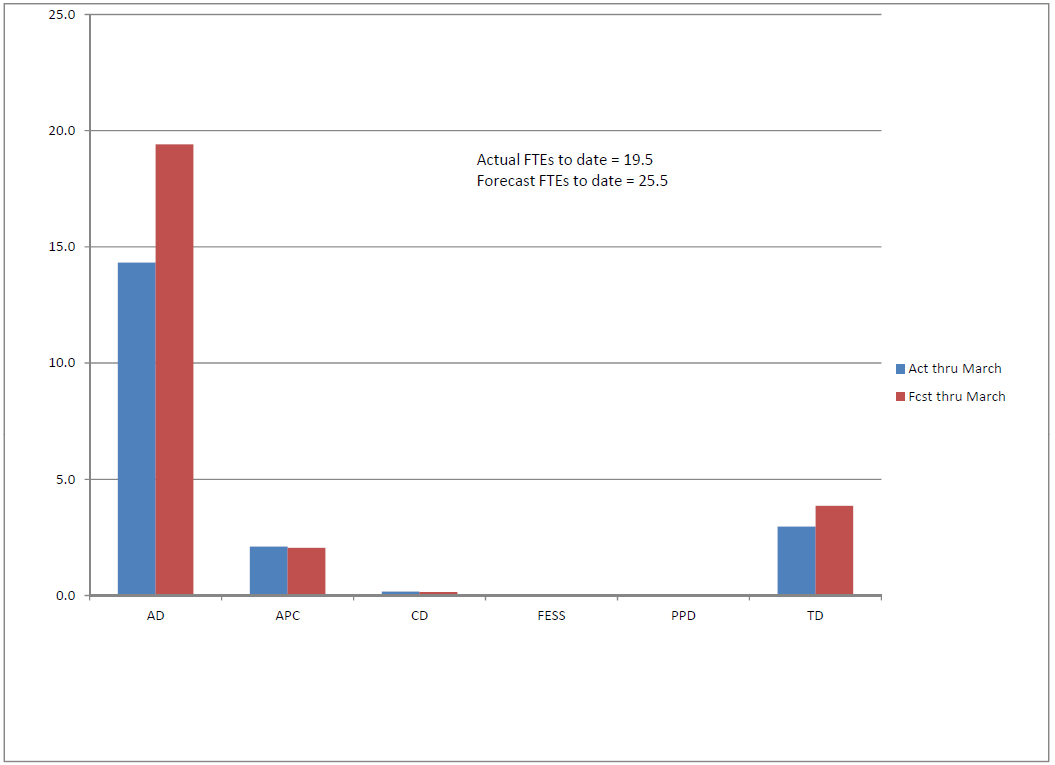 25.0
20.0
Actual FTEs to date = 19.5
Forecast FTEs to date = 25.5
15.0
10.0
Act thru March
Fcst thru March
5.0
0.0
AD APC CD FESS PPD TD